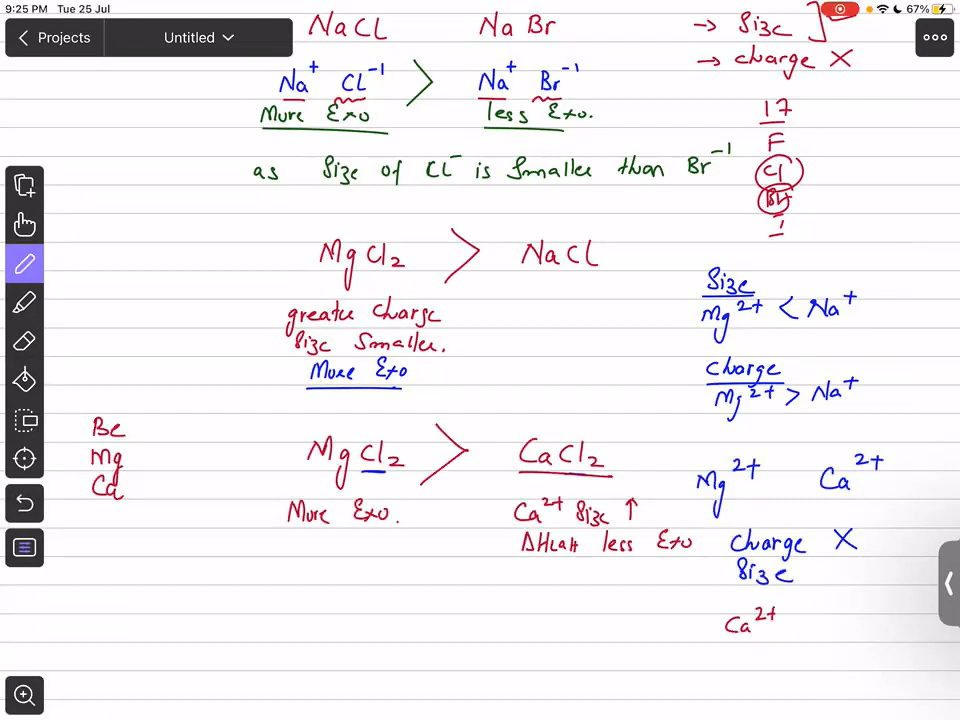 9:25 PM Tue 25 Jul
67%
Projects
Untitled
NaCl NaBr → Size
→ charge X
Na+ Cl-1 > Na+ Br-1
More Exo less Exo.
17
F
Cl
Br
I
as Size of Cl- is Smaller than Br-1
MgCl2 > NaCl
greater Charge
Size Smaller.
More Exo
Size
Mg2+ < Na+
Charge
Mg2+ > Na+
Be
Mg
Ca
MgCl2 > CaCl2
More Exo.
Ca2+ Size ↑
ΔHLatt less Exo
Mg2+ Ca2+
Charge X
Size
Ca2+